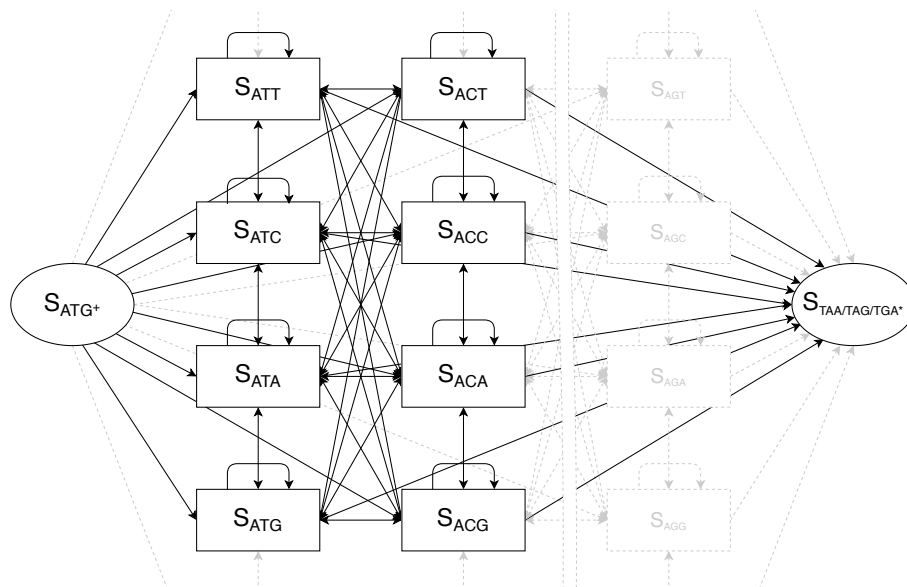 S_ATT S_ACT S_AGT
S_ATC S_ACC S_AGC
S_ATG+ S_TAA/TAG/TGA*
S_ATA S_ACA S_AGA
S_ATG S_ACG S_AGG